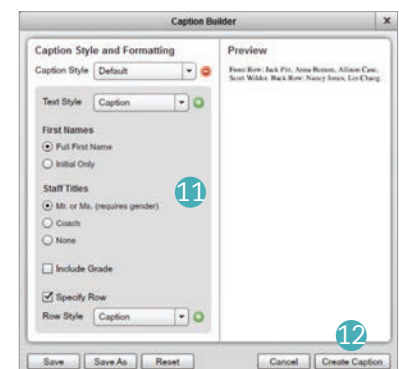 Caption Builder x
Caption Style and Formatting
Caption Style Default
Text Style Caption
First Names
Full First Name
Initial Only
Staff Titles
Mr. or Ms. (requires gender)
Coach
None
11
Include Grade
Specify Row
Row Style Caption
Preview
Front Row: Jack Pitt, Anna Benson, Allison Case,
Scott Wilder. Back Row: Nancy Jones, Liz Chang.
12
Save Save As Reset Cancel Create Caption